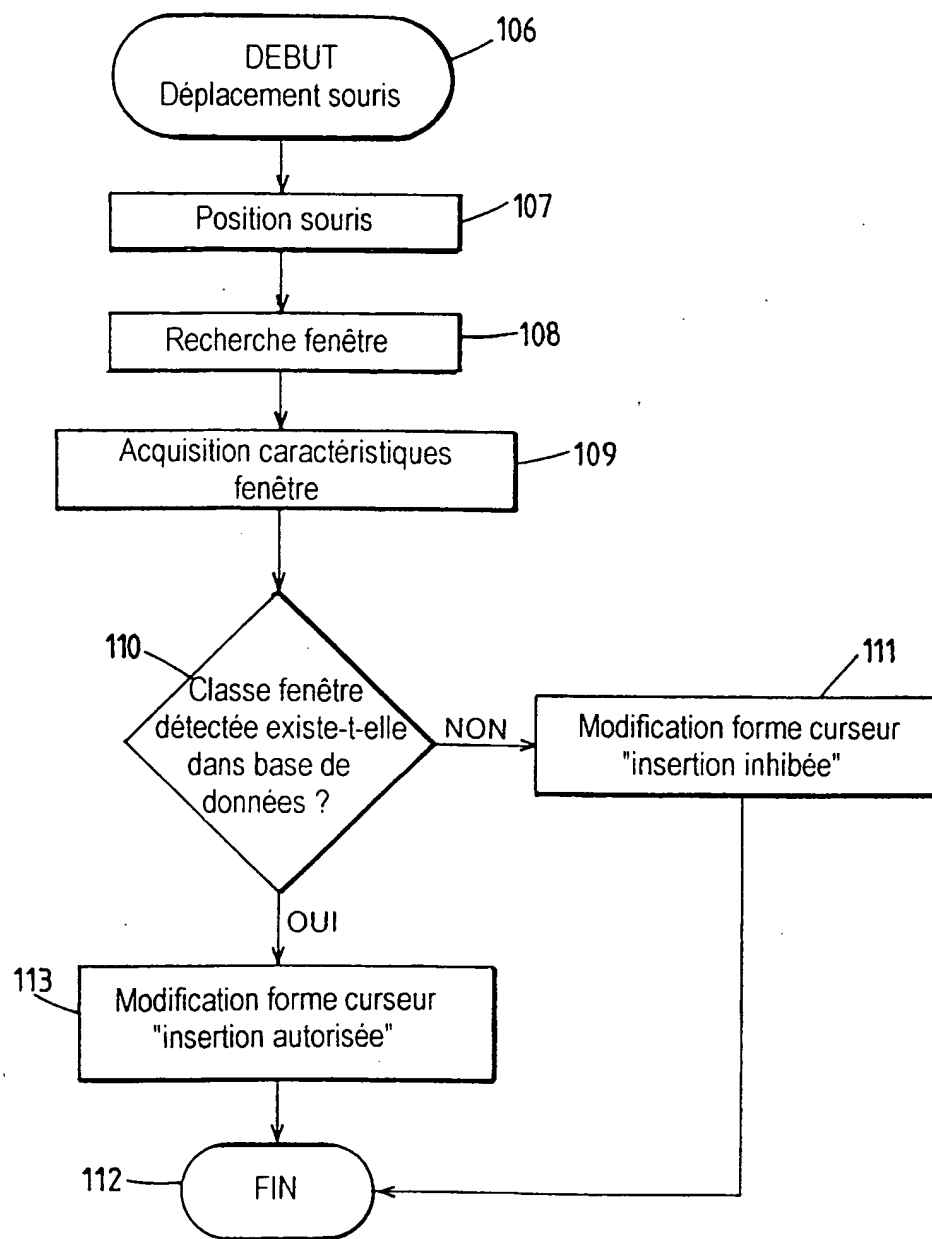 DEBUT
Déplacement souris
106
Position souris
107
Recherche fenêtre
108
Acquisition caractéristiques
fenêtre
109
110
Classe fenêtre
détectée existe-t-elle
dans base de
données ?
NON
111
Modification forme curseur
"insertion inhibée"
OUI
113
Modification forme curseur
"insertion autorisée"
112
FIN